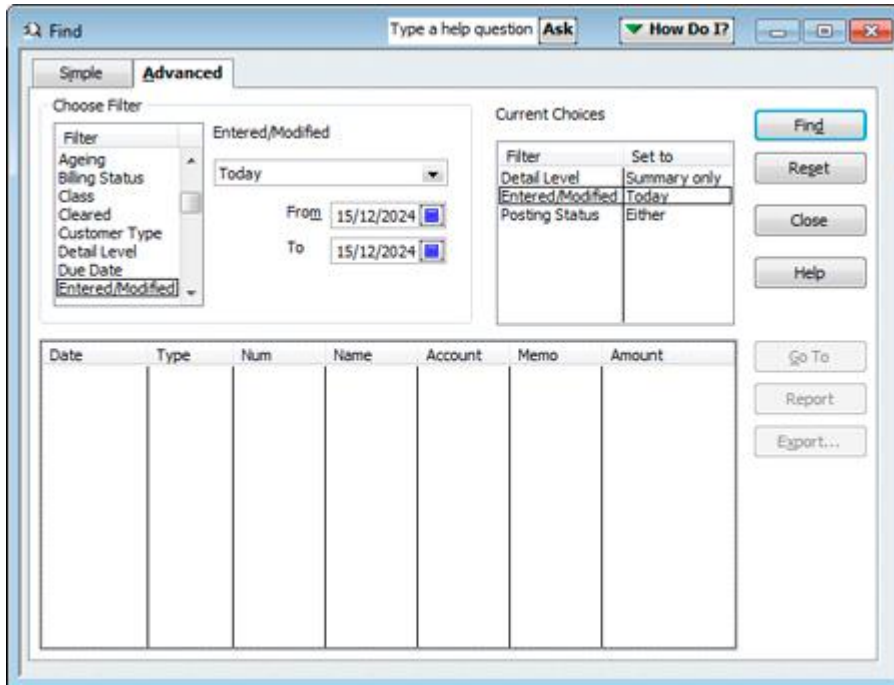 Find Type a help question Ask How Do I?
Simple Advanced
Choose Filter
Filter
Ageing
Billing Status
Class
Cleared
Customer Type
Detail Level
Due Date
Entered/Modified
Entered/Modified
Today
From 15/12/2024
To 15/12/2024
Current Choices
Filter Set to
Detail Level Summary only
Entered/Modified Today
Posting Status Either
Find
Reset
Close
Help
Date Type Num Name Account Memo Amount
Go To
Report
Export...